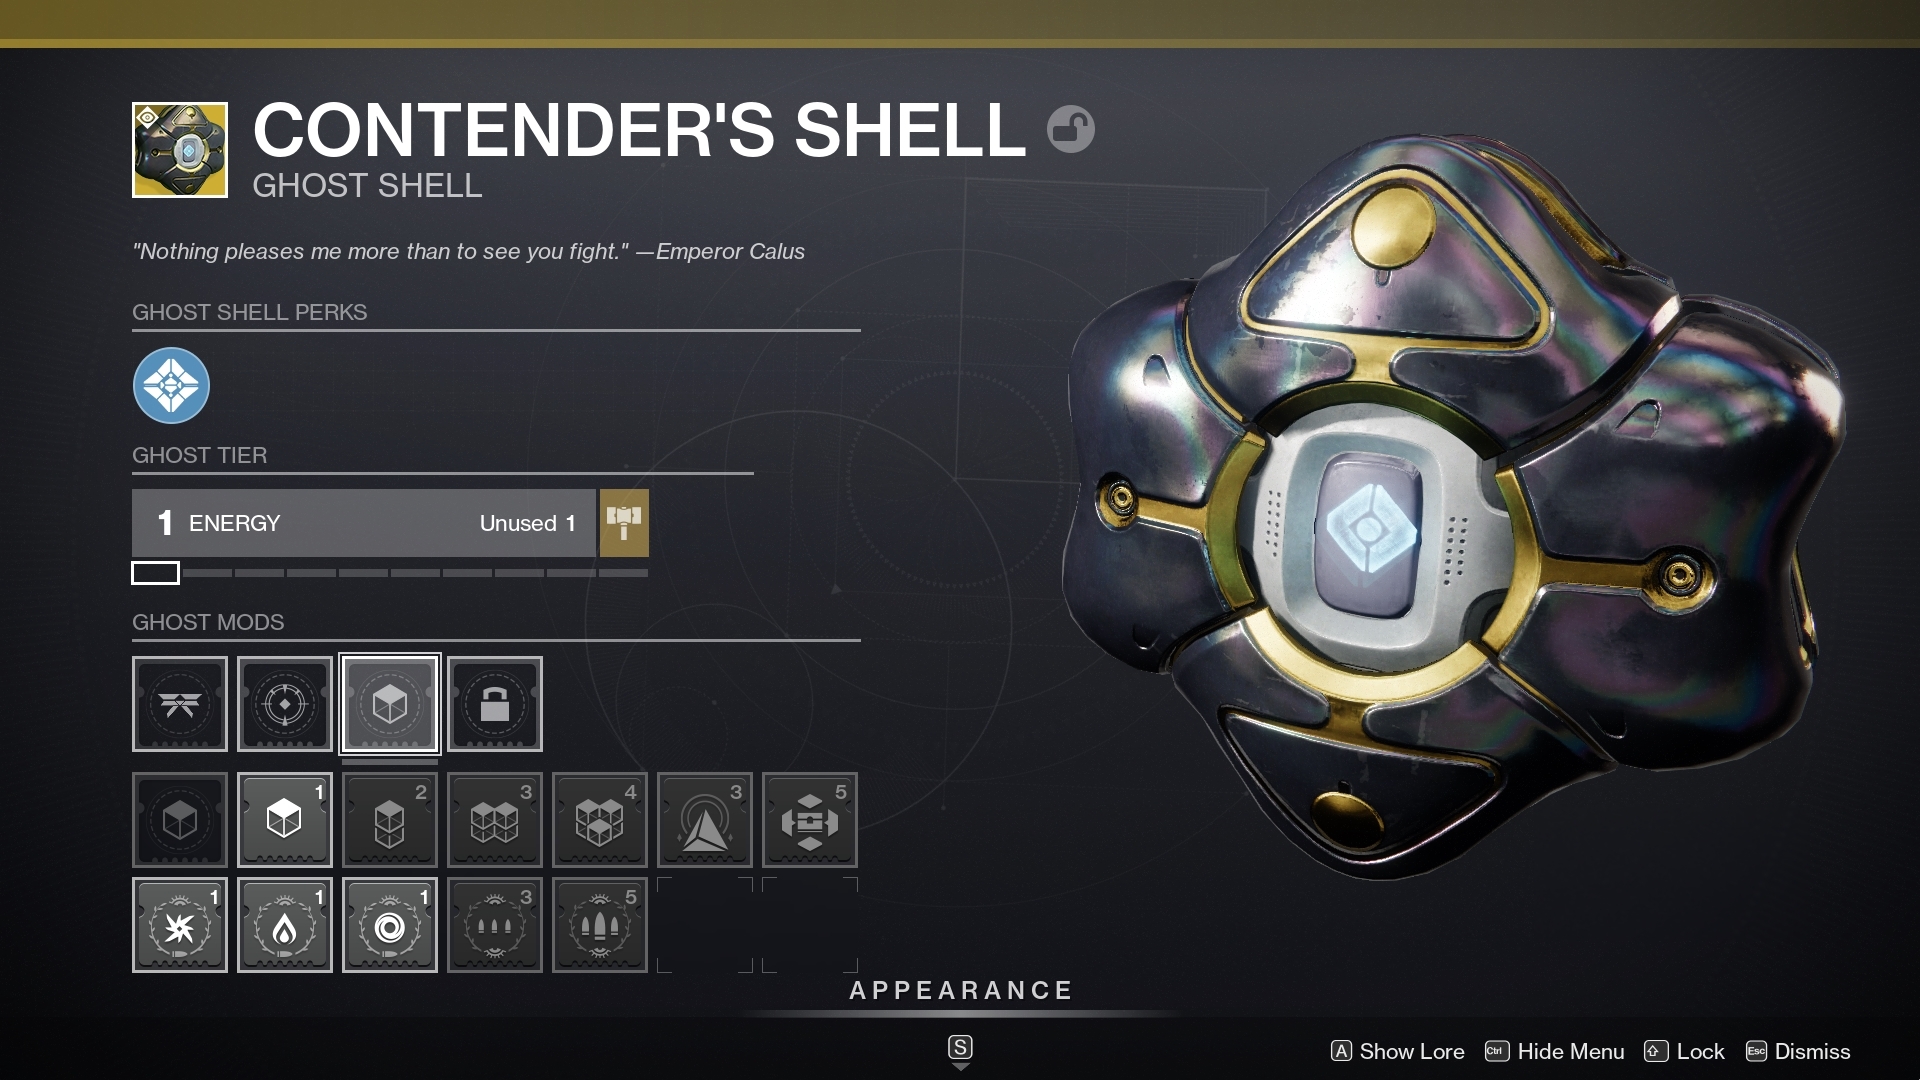 CONTENDER'S SHELL
GHOST SHELL
"Nothing pleases me more than to see you fight." —Emperor Calus
GHOST SHELL PERKS
GHOST TIER
1 ENERGY Unused 1
GHOST MODS
1 2 3 4 3 5
1 1 1 3 5
APPEARANCE
S
A Show Lore Ctrl Hide Menu Lock Esc Dismiss